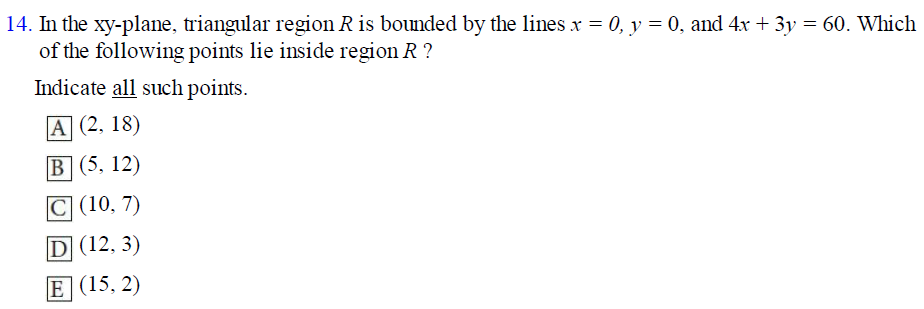 14. In the xy-plane, triangular region R is bounded by the lines x = 0, y = 0, and 4x + 3y = 60. Which
of the following points lie inside region R ?
Indicate all such points.
A (2, 18)
B (5, 12)
C (10, 7)
D (12, 3)
E (15, 2)